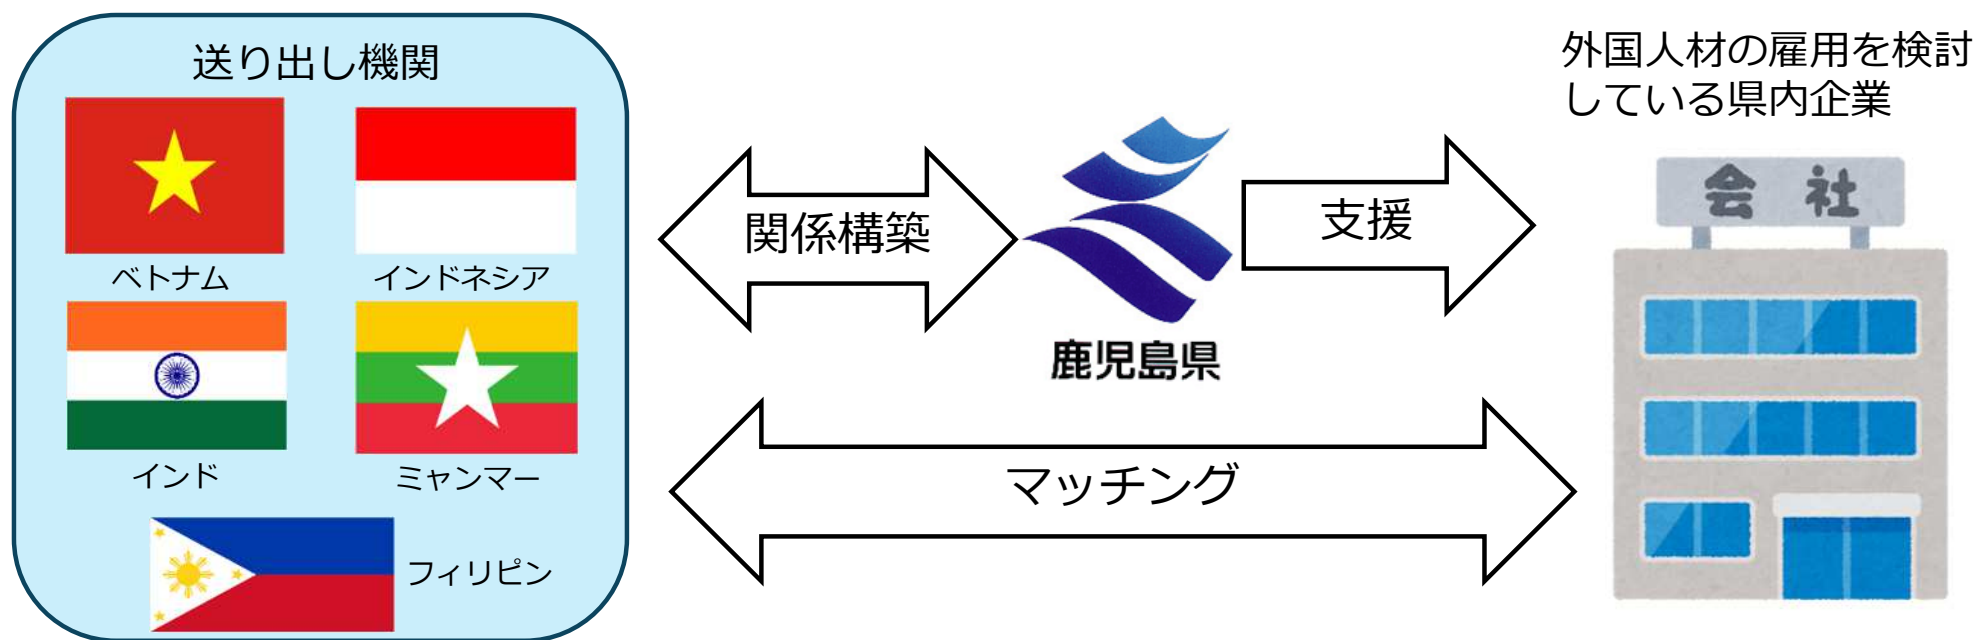 送り出し機関
ベトナム
インドネシア
インド
ミャンマー
フィリピン
関係構築
鹿児島県
支援
マッチング
外国人材の雇用を検討
している県内企業
会社